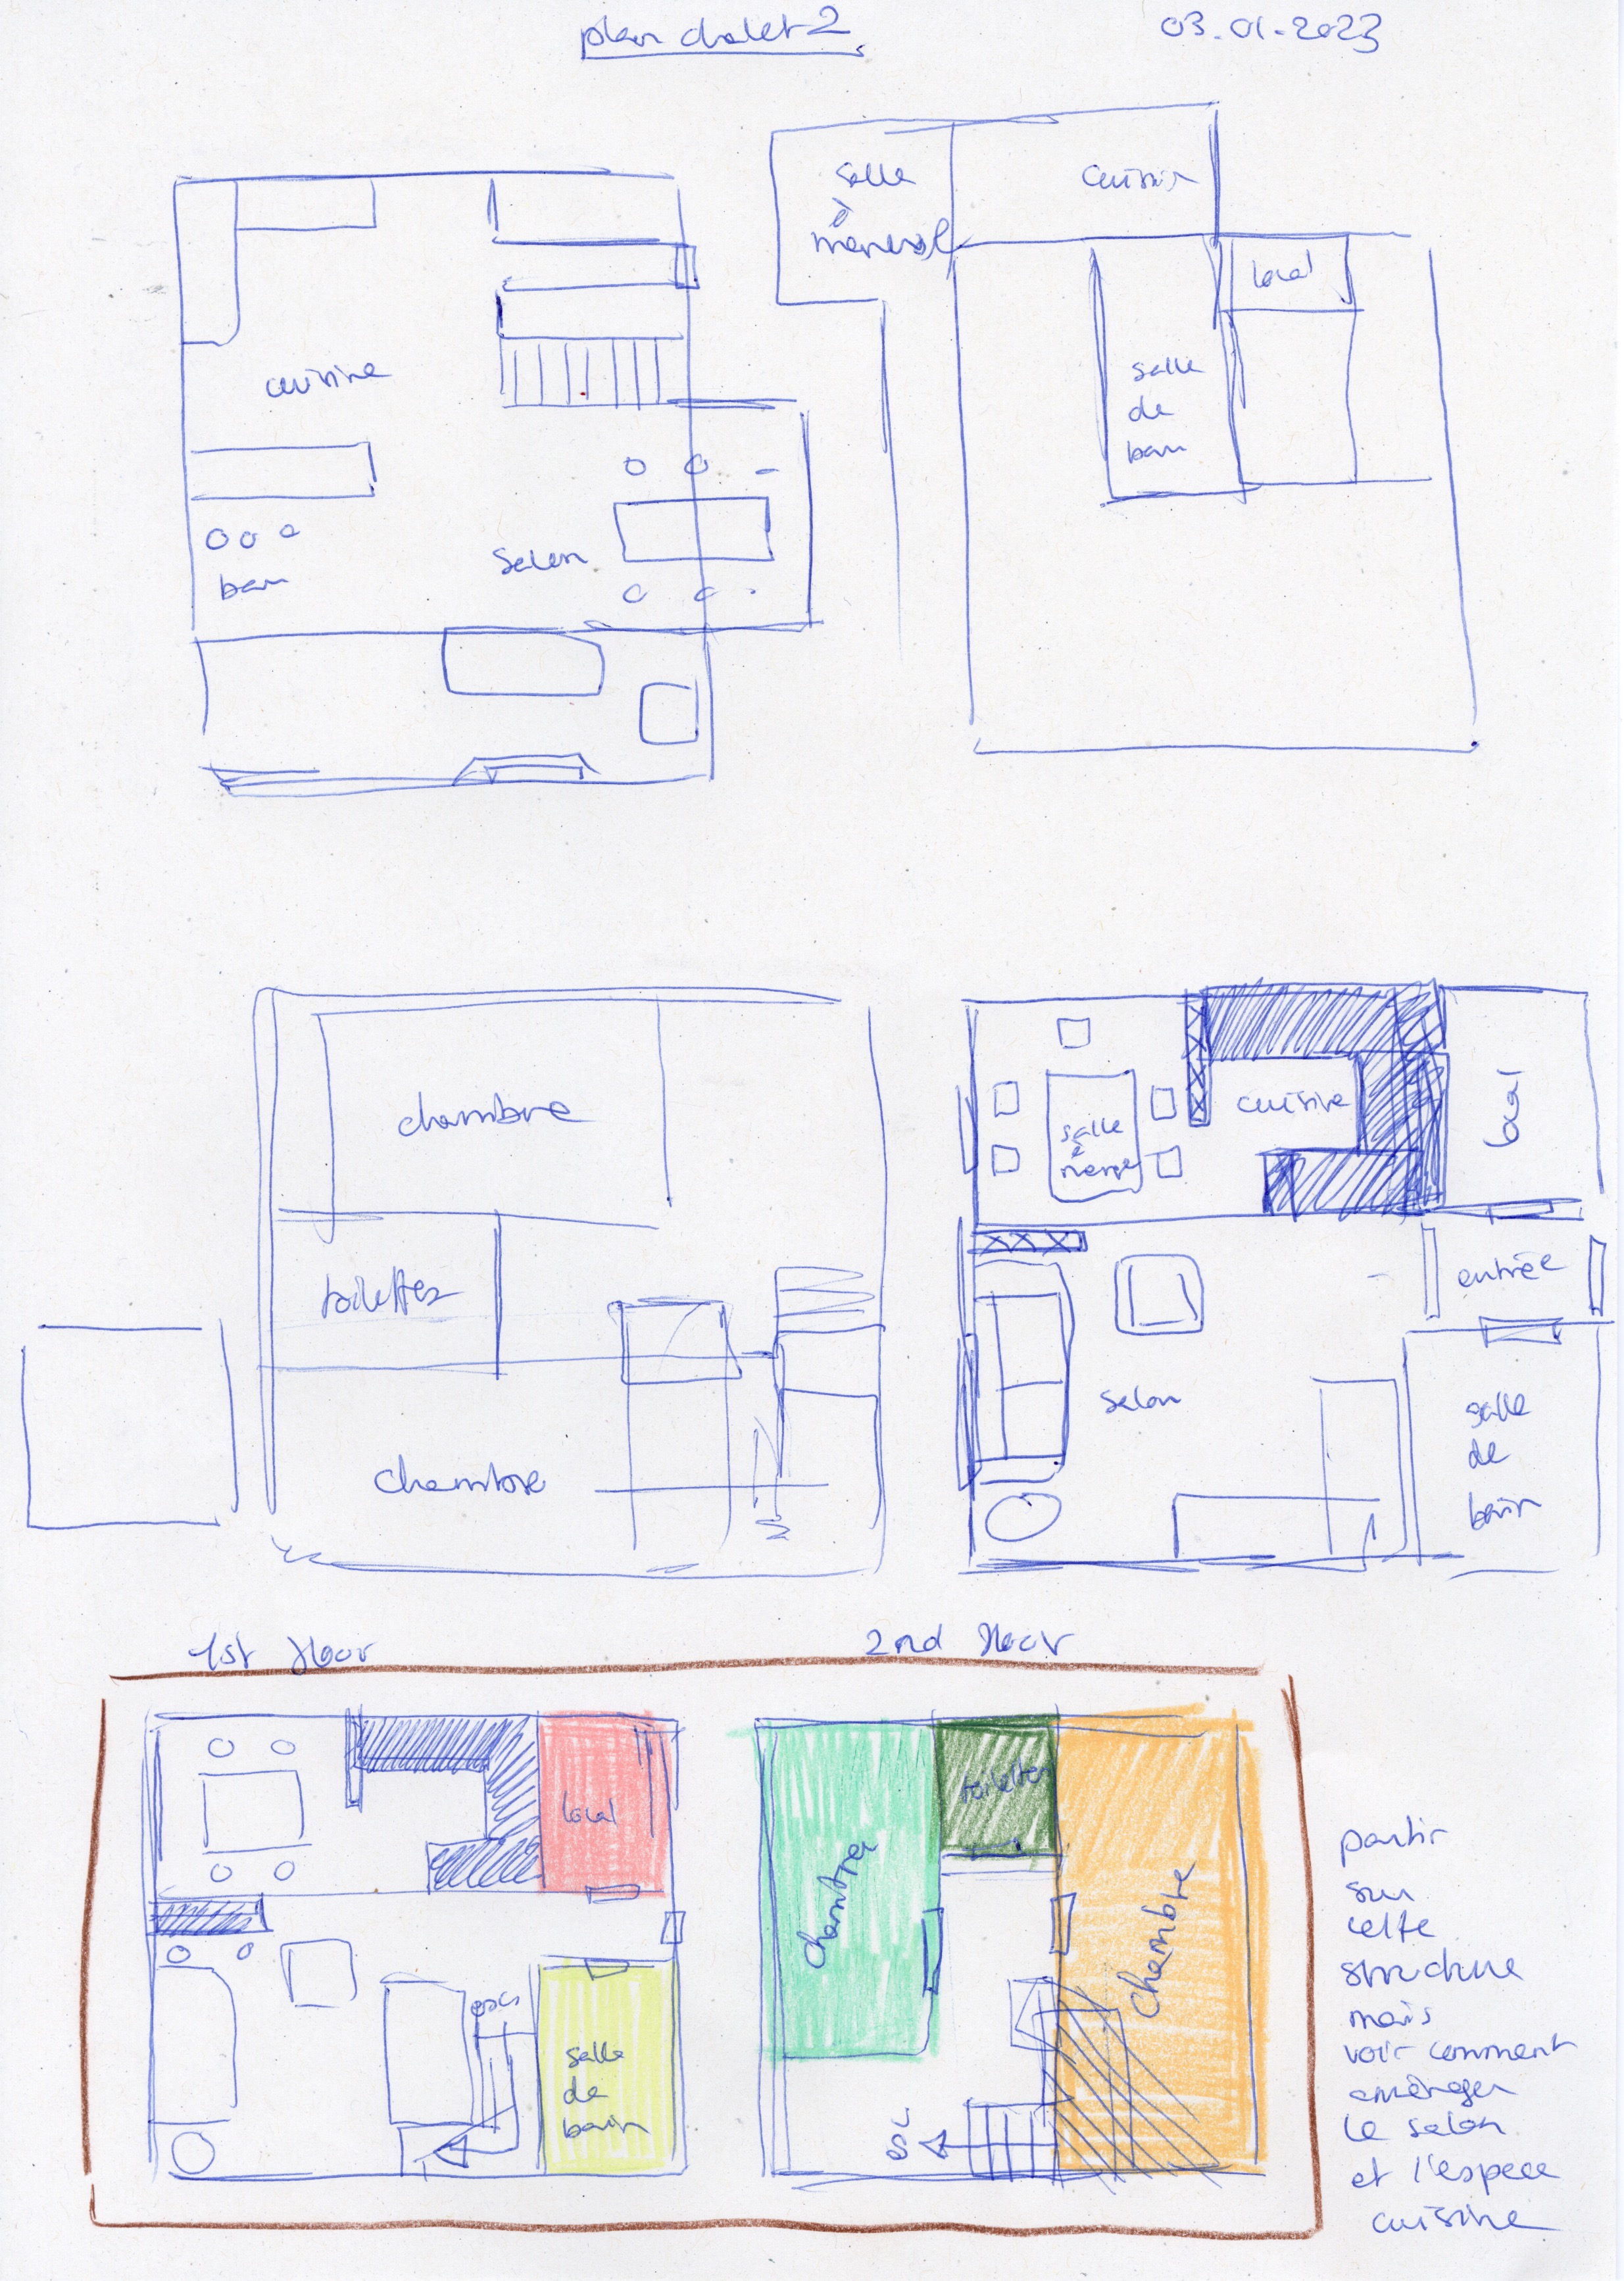 plan chalet 2
03.01.2023
cuisine
bar
Salon
Salle
à
manger
cuisine
local
salle
de
bain
chambre
toilettes
chambre
salle
à
manger
cuisine
local
entrée
salon
salle
de
bain
1st floor
2nd floor
local
esc
salle
de
bain
chambre
toilettes
chambre
partir
sur
cette
structure
mais
voir comment
aménager
le salon
et l'espace
cuisine